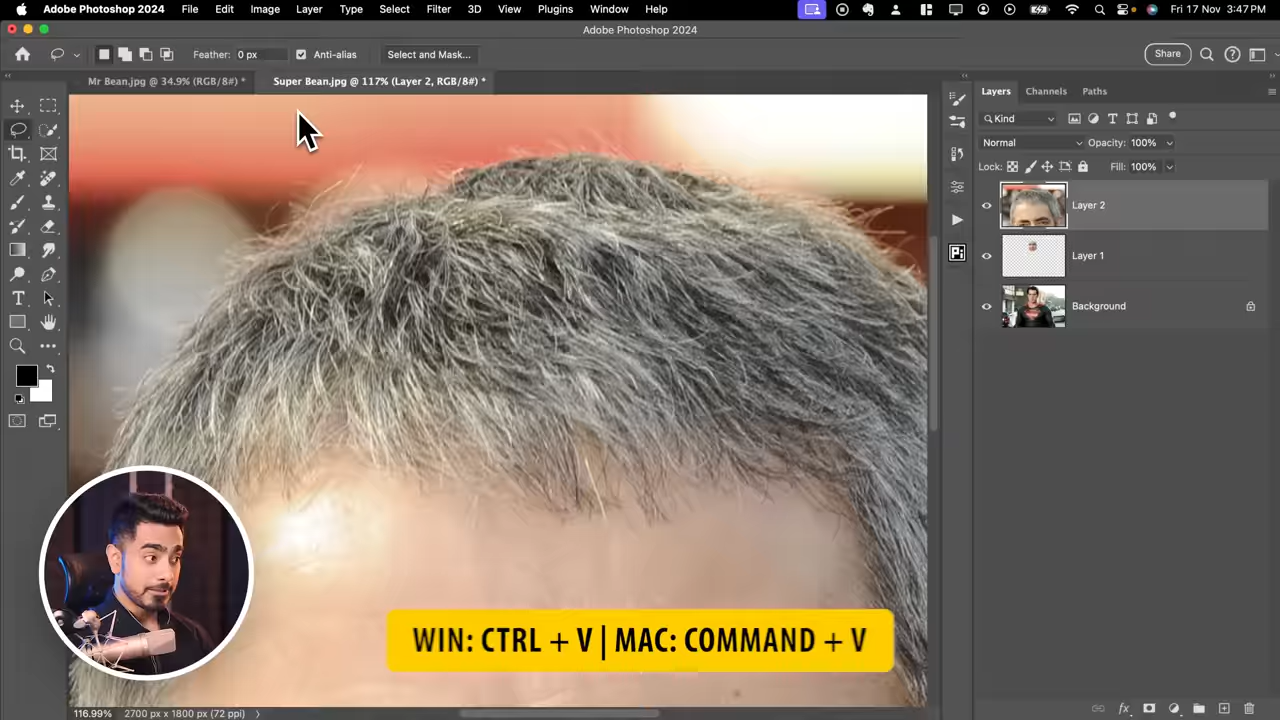 Adobe Photoshop 2024 File Edit Image Layer Type Select Filter 3D View Plugins Window Help Fri 17 Nov 3:47 PM
Adobe Photoshop 2024
Feather: 0 px Anti-alias Select and Mask... Share
Mr Bean.jpg @ 34.9% (RGB/8#) * Super Bean.jpg @ 117% (Layer 2, RGB/8#) *
Layers Channels Paths
Kind
Normal Opacity: 100%
Lock: Fill: 100%
Layer 2
Layer 1
Background
Pi
WIN: CTRL + V | MAC: COMMAND + V
116.99% 2700 px x 1800 px (72 ppi)
fx